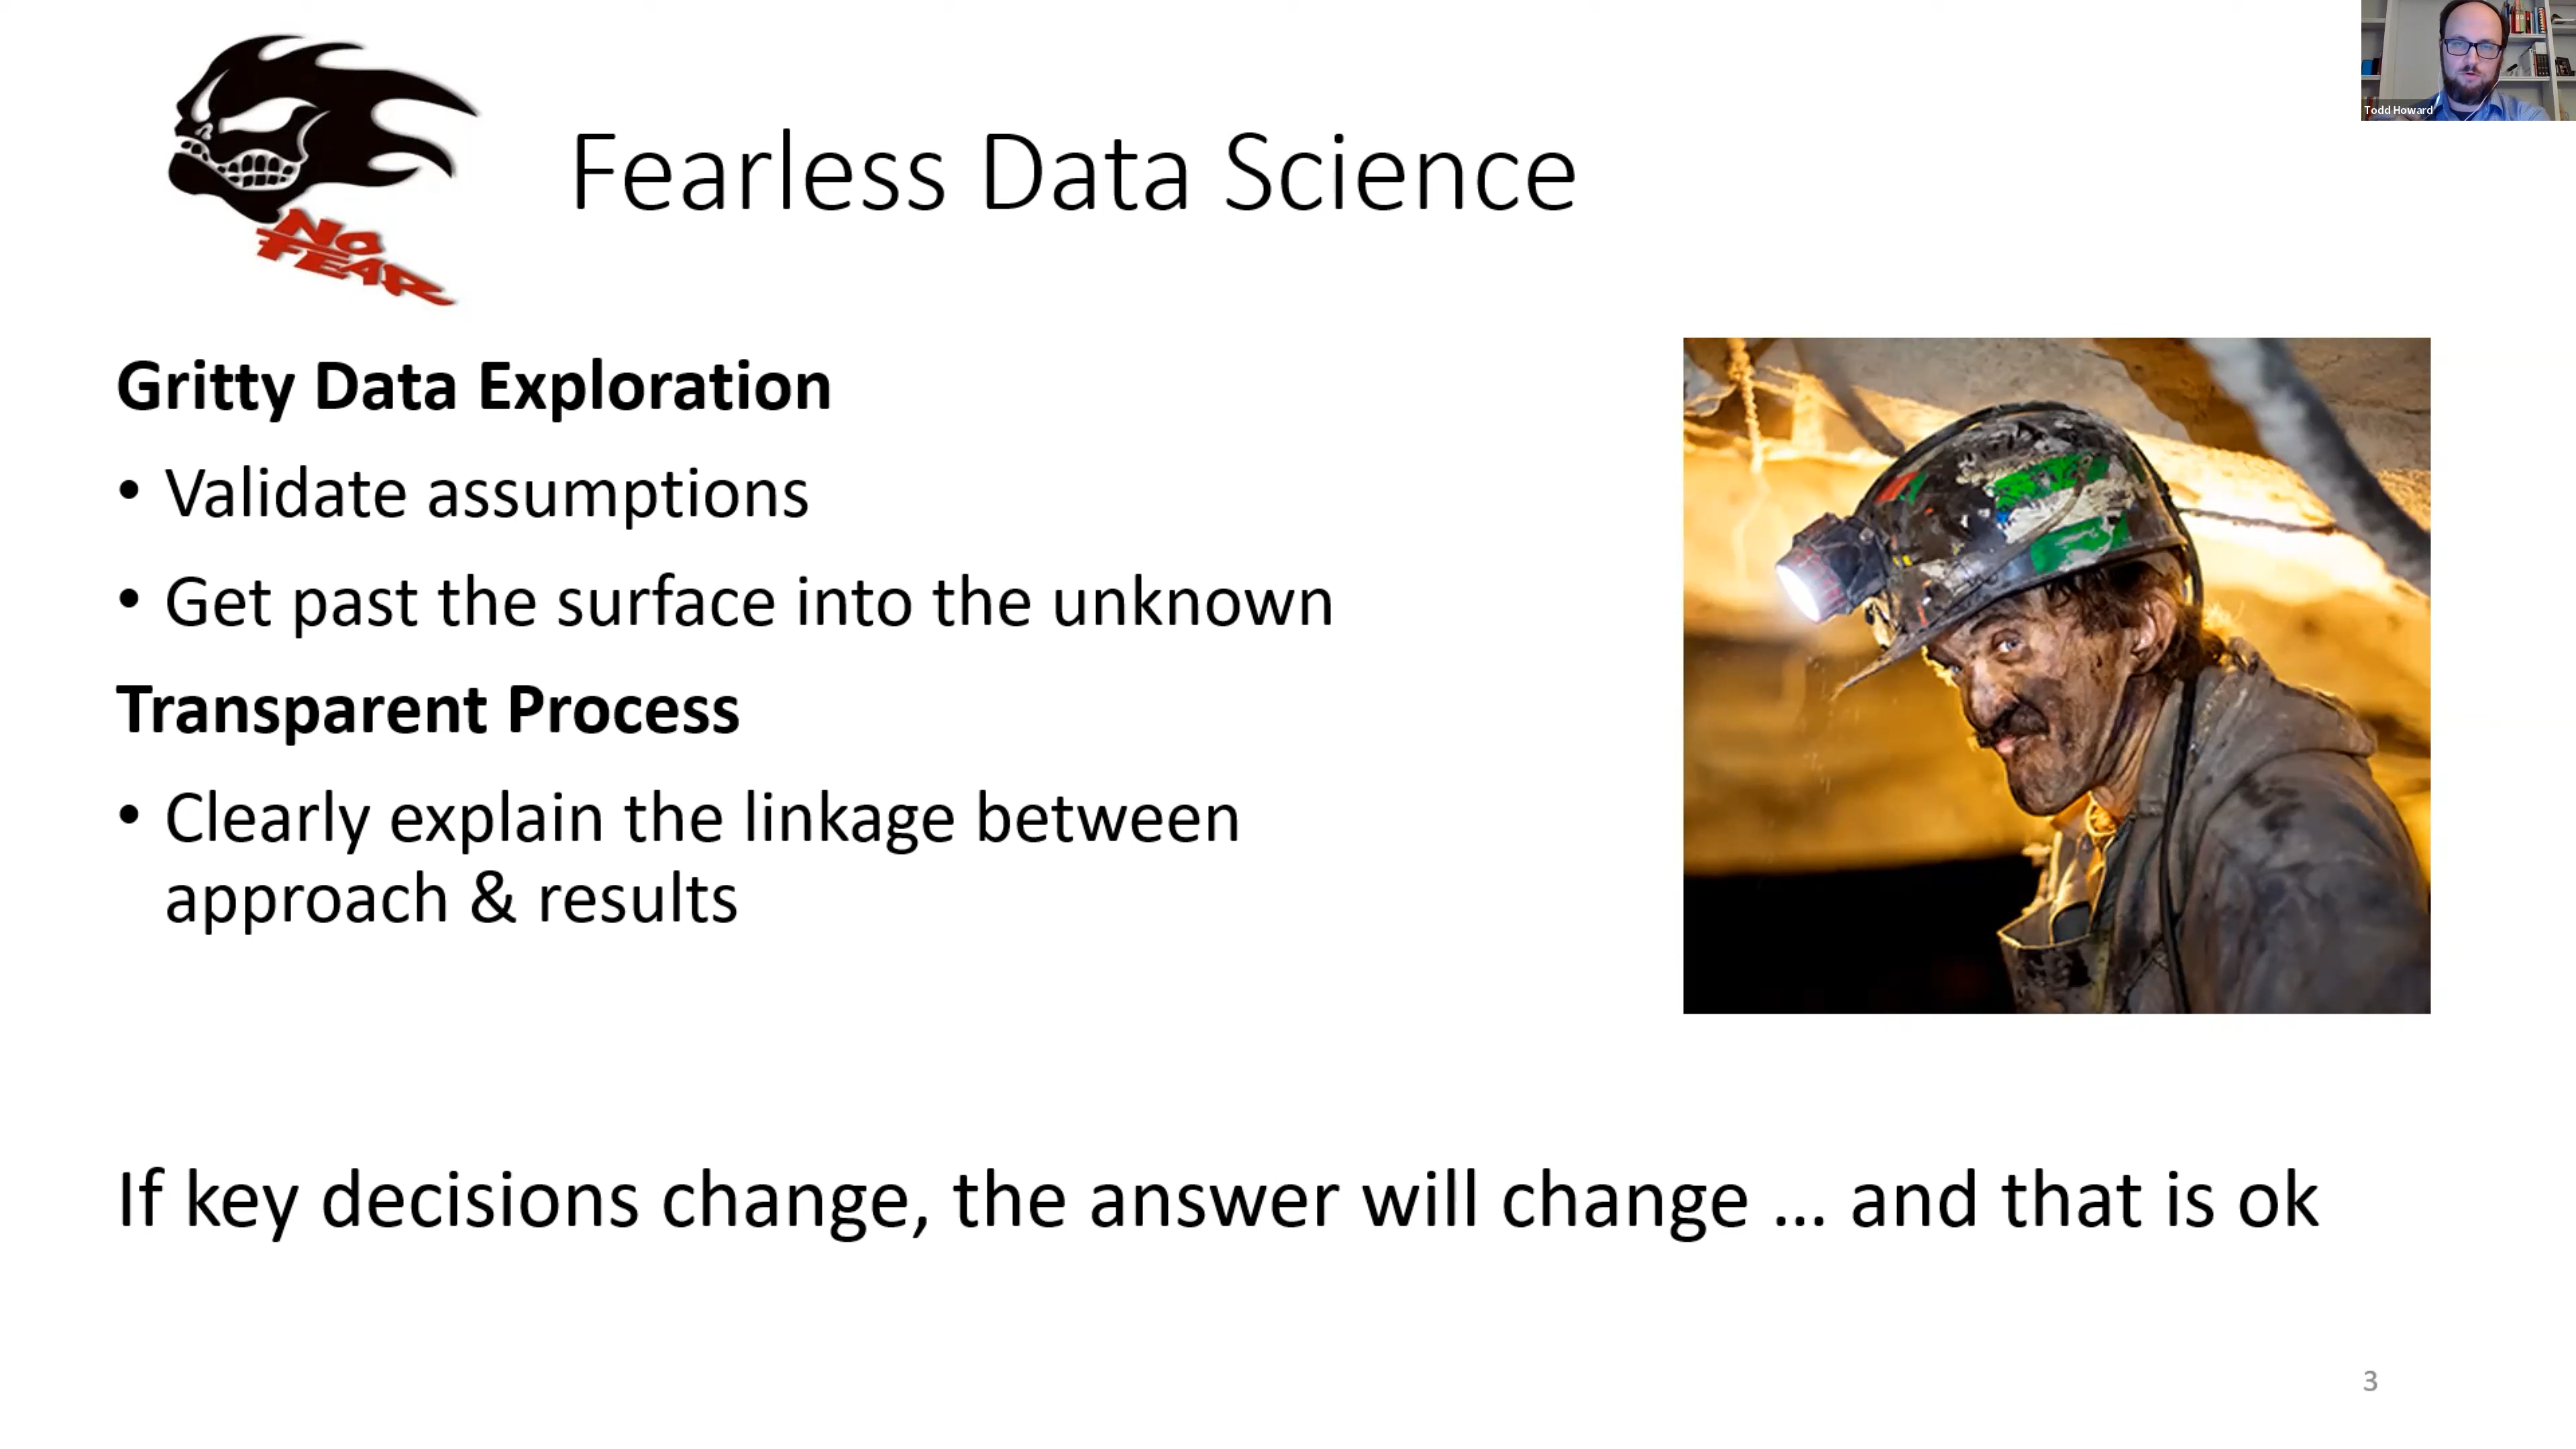 Todd Howard
NO
FEAR
Fearless Data Science
Gritty Data Exploration
• Validate assumptions
• Get past the surface into the unknown
Transparent Process
• Clearly explain the linkage between
approach & results
If key decisions change, the answer will change ... and that is ok
3